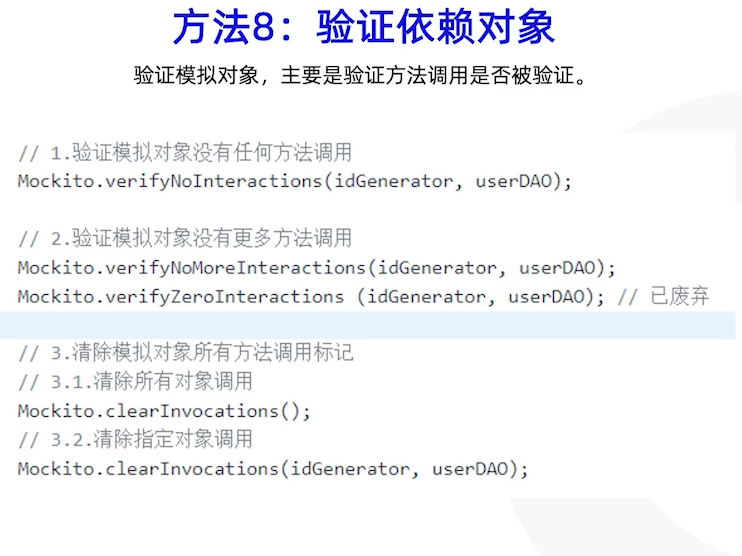 方法8：验证依赖对象
验证模拟对象，主要是验证方法调用是否被验证。
// 1.验证模拟对象没有任何方法调用
Mockito.verifyNoInteractions(idGenerator, userDAO);
// 2.验证模拟对象没有更多方法调用
Mockito.verifyNoMoreInteractions(idGenerator, userDAO);
Mockito.verifyZeroInteractions (idGenerator, userDAO); // 已废弃
// 3.清除模拟对象所有方法调用标记
// 3.1.清除所有对象调用
Mockito.clearInvocations();
// 3.2.清除指定对象调用
Mockito.clearInvocations(idGenerator, userDAO);